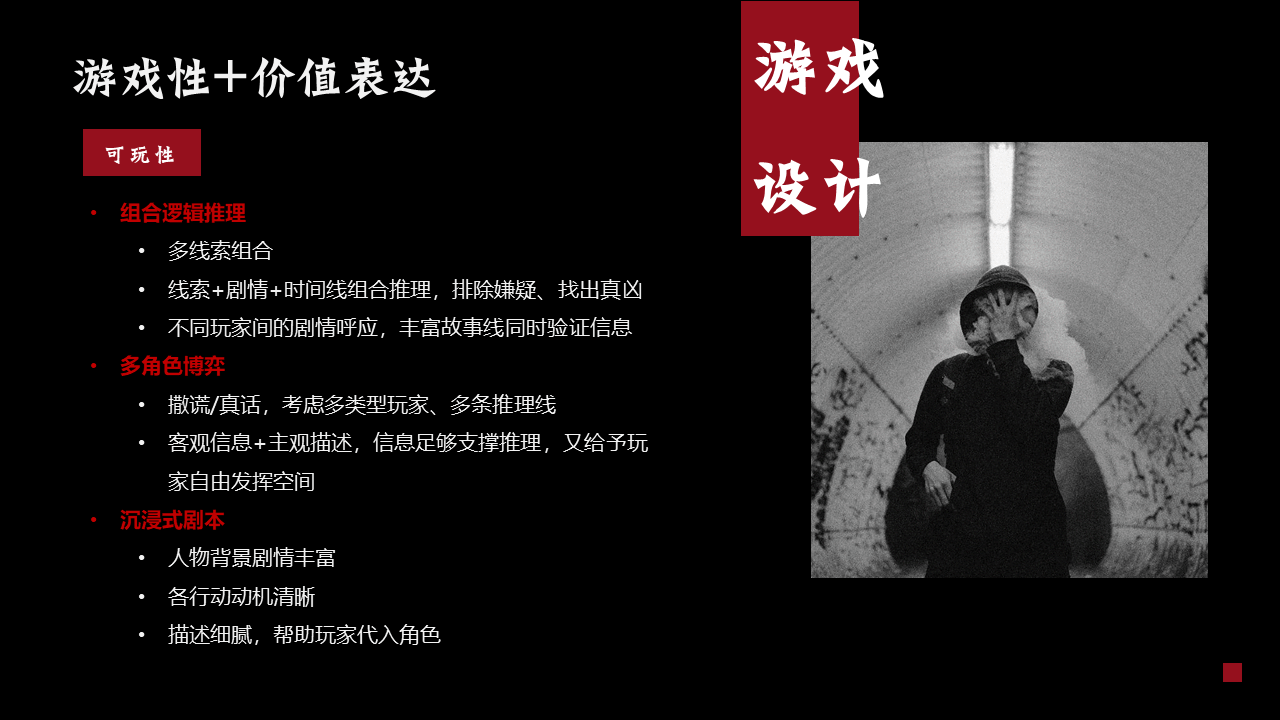 游戏性+价值表达
可玩性
• 组合逻辑推理
• 多线索组合
• 线索+剧情+时间线组合推理，排除嫌疑、找出真凶
• 不同玩家间的剧情呼应，丰富故事线同时验证信息
• 多角色博弈
• 撒谎/真话，考虑多类型玩家、多条推理线
• 客观信息+主观描述，信息足够支撑推理，又给予玩
家自由发挥空间
• 沉浸式剧本
• 人物背景剧情丰富
• 各行动动机清晰
• 描述细腻，帮助玩家代入角色
游戏
设计